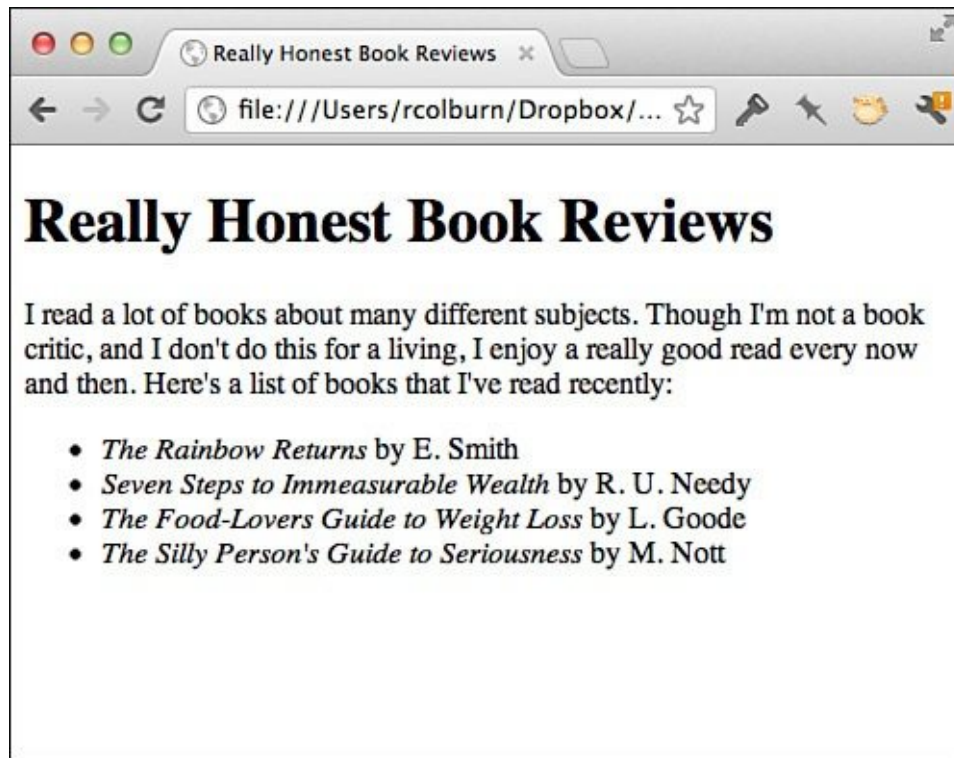 Really Honest Book Reviews
file:///Users/rcolburn/Dropbox/...
Really Honest Book Reviews
I read a lot of books about many different subjects. Though I'm not a book
critic, and I don't do this for a living, I enjoy a really good read every now
and then. Here's a list of books that I've read recently:
• The Rainbow Returns by E. Smith
• Seven Steps to Immeasurable Wealth by R. U. Needy
• The Food-Lovers Guide to Weight Loss by L. Goode
• The Silly Person's Guide to Seriousness by M. Nott